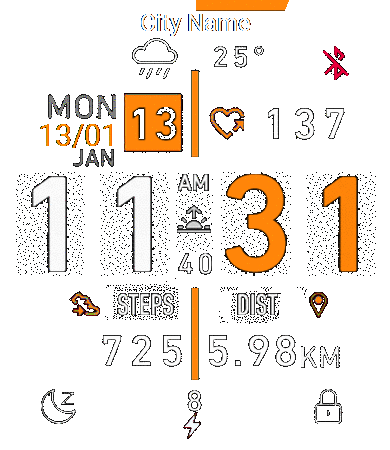 City Name
25°
MON
13/01
JAN
13
137
11 AM 31
40
STEPS DIST
725 5.98KM
Z
8